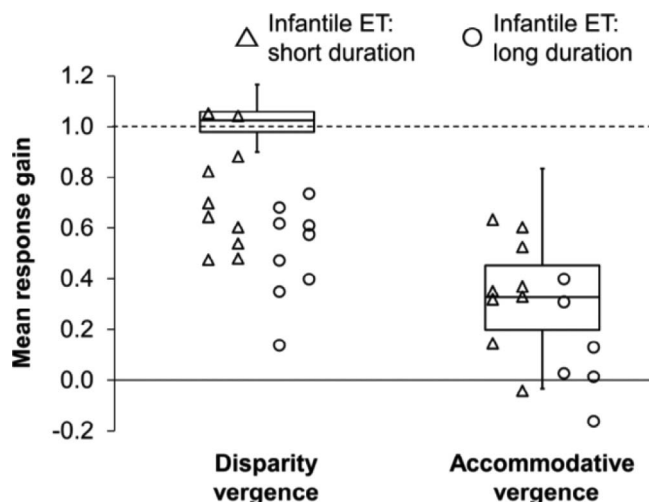 Infantile ET:
short duration
Infantile ET:
long duration
Mean response gain
1.2
1.0
0.8
0.6
0.4
0.2
0.0
-0.2
Disparity
vergence
Accommodative
vergence